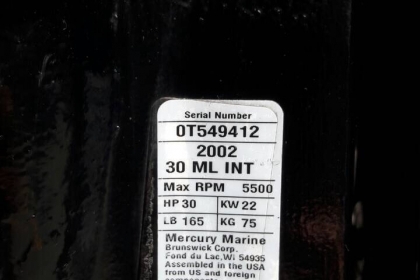 Serial Number
0T549412
2002
30 ML INT
Max RPM 5500
HP 30 KW 22
LB 165 KG 75
Mercury Marine
Brunswick Corp.
Fond du Lac,WI 54935
Assembled in the USA
from US and foreign
components